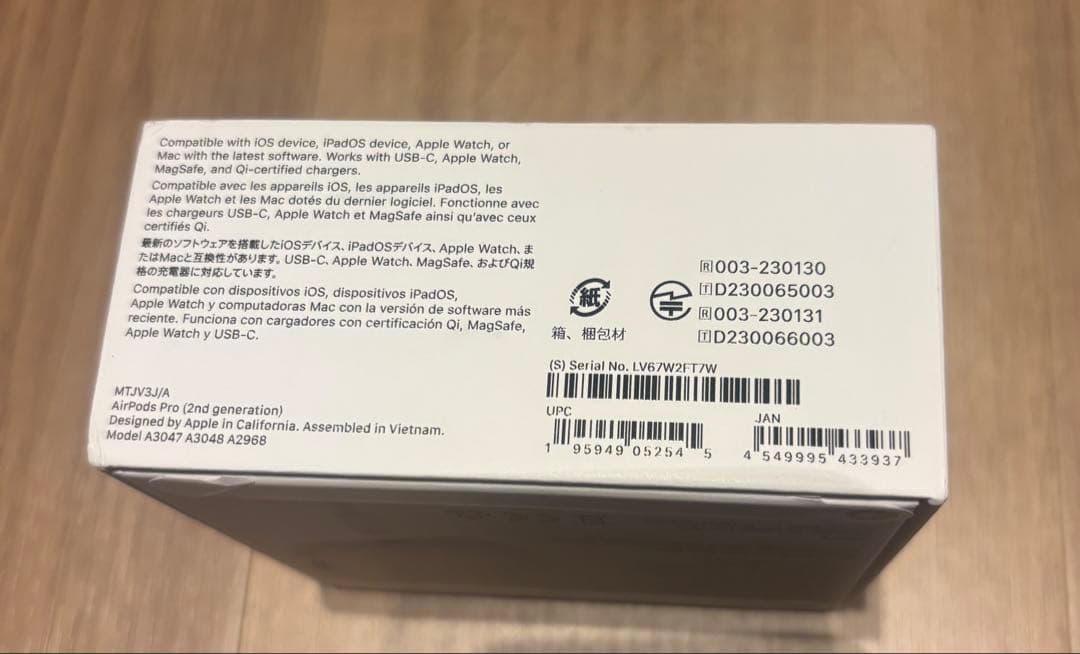 Compatible with iOS device, iPadOS device, Apple Watch, or
Mac with the latest software. Works with USB-C, Apple Watch,
MagSafe, and Qi-certified chargers.
Compatible avec les appareils iOS, les appareils iPadOS, les
Apple Watch et les Mac dotés du dernier logiciel. Fonctionne avec
les chargeurs USB-C, Apple Watch et MagSafe ainsi qu'avec ceux
certifiés Qi.
最新のソフトウェアを搭載したiOSデバイス、iPadOSデバイス、Apple Watch、ま
たはMacと互換性があります。USB-C、Apple Watch、MagSafe、およびQi規
格の充電器に対応しています。
Compatible con dispositivos iOS, dispositivos iPadOS,
Apple Watch y computadoras Mac con la versión de software más
reciente. Funciona con cargadores con certificación Qi, MagSafe,
Apple Watch y USB-C.
MTJV3J/A
AirPods Pro (2nd generation)
Designed by Apple in California. Assembled in Vietnam.
Model A3047 A3048 A2968
紙
箱、梱包材
R 003-230130
T D230065003
R 003-230131
T D230066003
(S) Serial No. LV67W2FT7W
UPC
1 95949 05254 5
JAN
4 549995 433937